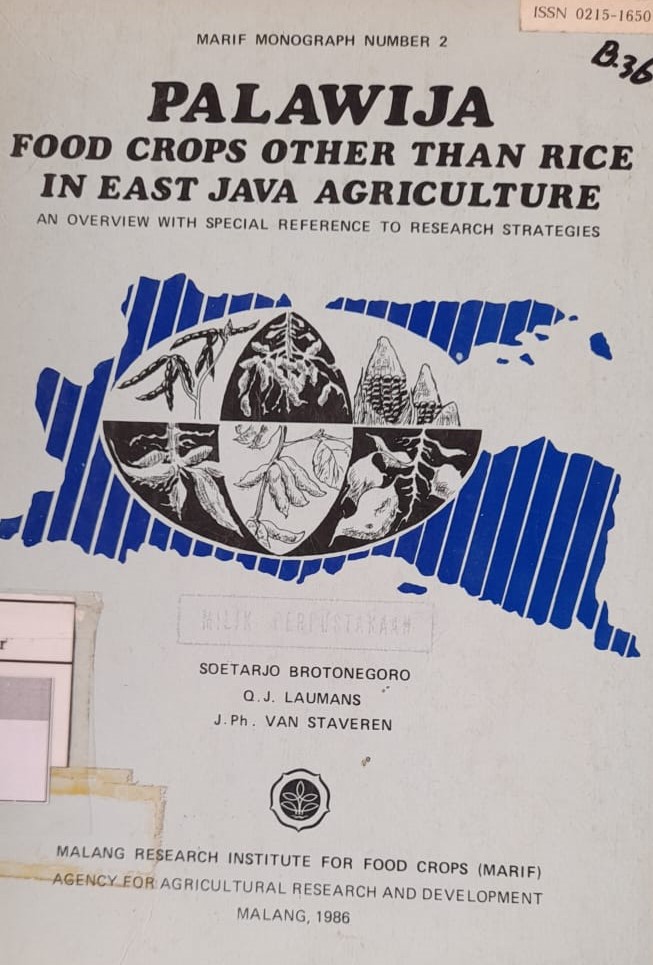 ISSN 0215-1650
B.36
MARIF MONOGRAPH NUMBER 2
PALAWIJA
FOOD CROPS OTHER THAN RICE
IN EAST JAVA AGRICULTURE
AN OVERVIEW WITH SPECIAL REFERENCE TO RESEARCH STRATEGIES
MILIK PERPUSTAKAAN
SOETARJO BROTONEGORO
Q.J. LAUMANS
J.Ph. VAN STAVEREN
r
MALANG RESEARCH INSTITUTE FOR FOOD CROPS (MARIF)
AGENCY FOR AGRICULTURAL RESEARCH AND DEVELOPMENT
MALANG, 1986